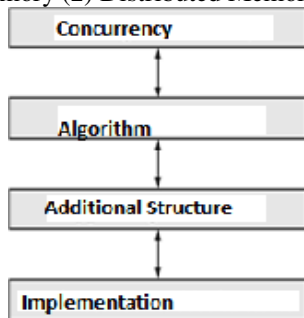 (2) Distributed
Concurrency
Algorithm
Additional Structure
Implementation